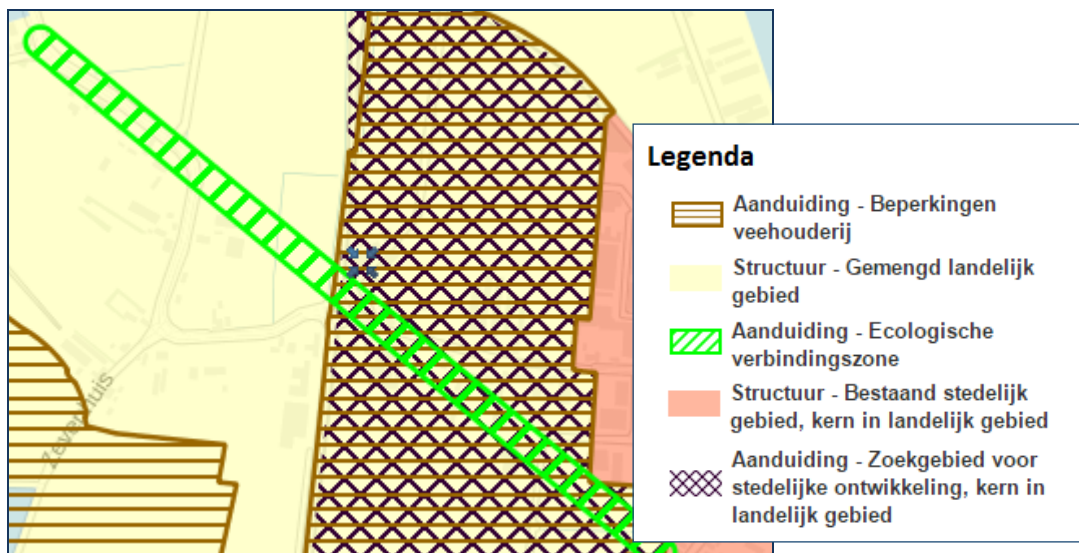 Legenda
Aanduiding - Beperkingen
veehouderij
Structuur - Gemengd landelijk
gebied
Aanduiding - Ecologische
verbindingszone
Structuur - Bestaand stedelijk
gebied, kern in landelijk gebied
Aanduiding - Zoekgebied voor
stedelijke ontwikkeling, kern in
landelijk gebied
Zevenhuis